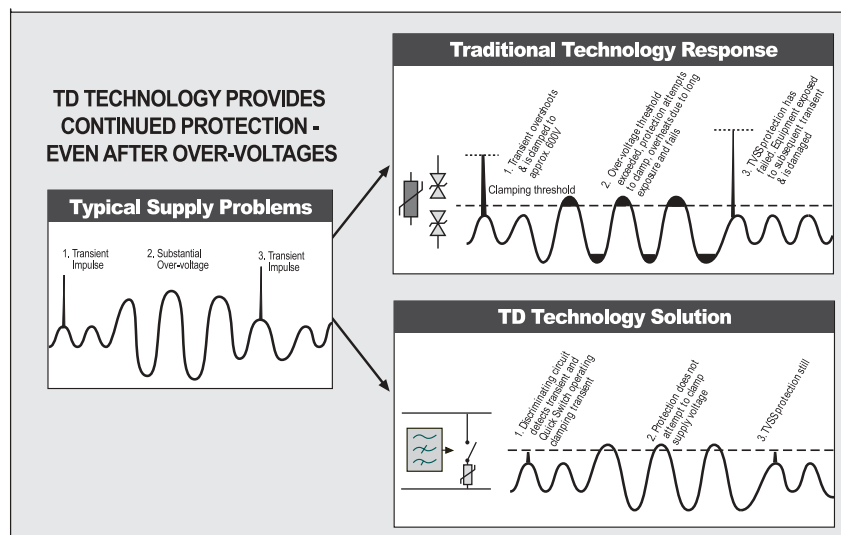 TD TECHNOLOGY PROVIDES
CONTINUED PROTECTION -
EVEN AFTER OVER-VOLTAGES
Typical Supply Problems
1. Transient
Impulse
2. Substantial
Over-voltage
3. Transient
Impulse
Traditional Technology Response
1. Transient overshoots
& is clamped to
approx. 600V
Clamping threshold
2. Over-voltage threshold
exceeded, protection attempts
to clamp, overheats due to long
exposure and fails
3. TVSS protection has
failed. Equipment exposed
to subsequent transient
& is damaged
TD Technology Solution
1. Discriminating circuit
detects transient and
Quick Switch operating
clamping transient
2. Protection does not
attempt to clamp
supply voltage
3. TVSS protection still